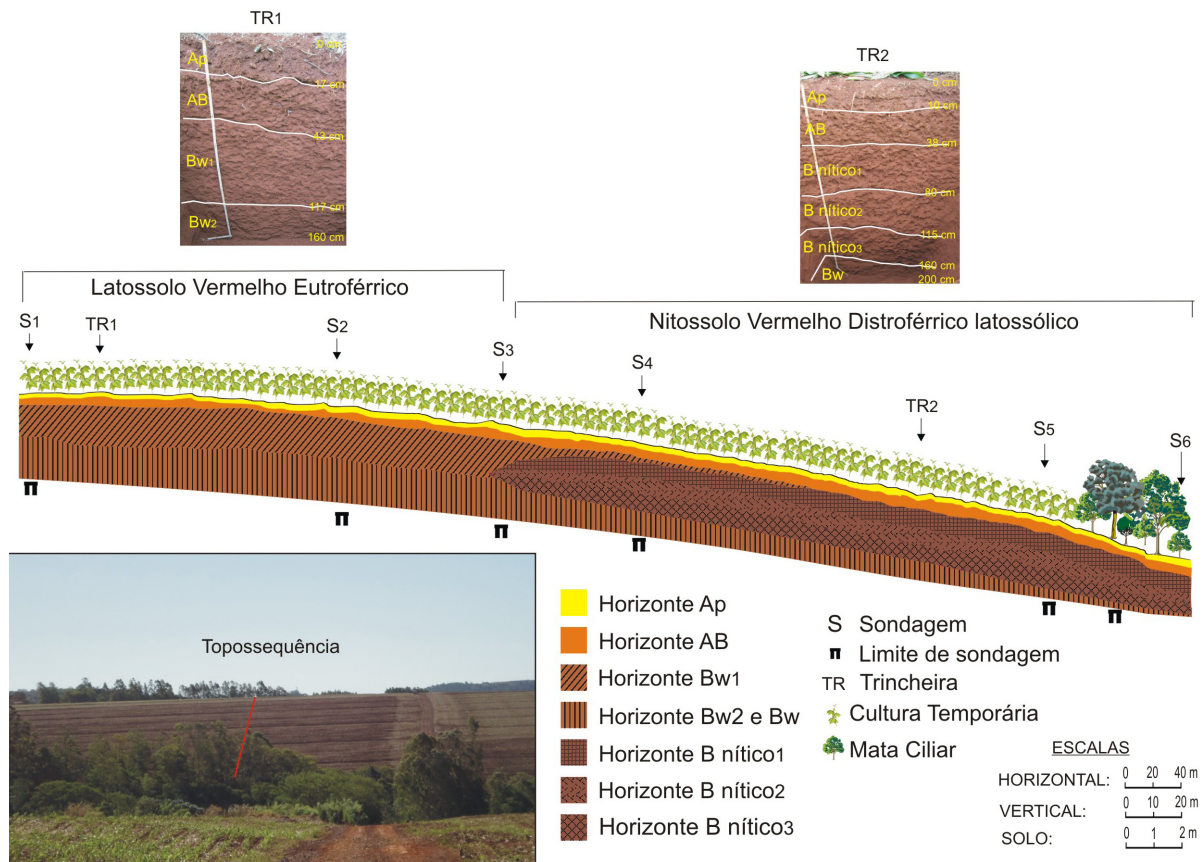 TR1
0 cm
Ap
17 cm
AB
43 cm
Bw1
117 cm
Bw2
160 cm
TR2
0 cm
Ap
10 cm
AB
38 cm
B nítico1
80 cm
B nítico2
115 cm
B nítico3
160 cm
Bw
200 cm
Latossolo Vermelho Eutroférrico
Nitossolo Vermelho Distroférrico latossólico
S1
TR1
S2
S3
S4
TR2
S5
S6
Topossequência
Horizonte Ap
Horizonte AB
Horizonte Bw1
Horizonte Bw2 e Bw
Horizonte B nítico1
Horizonte B nítico2
Horizonte B nítico3
S Sondagem
Limite de sondagem
TR Trincheira
Cultura Temporária
Mata Ciliar
ESCALAS
HORIZONTAL: 0 20 40 m
VERTICAL: 0 10 20 m
SOLO: 0 1 2 m